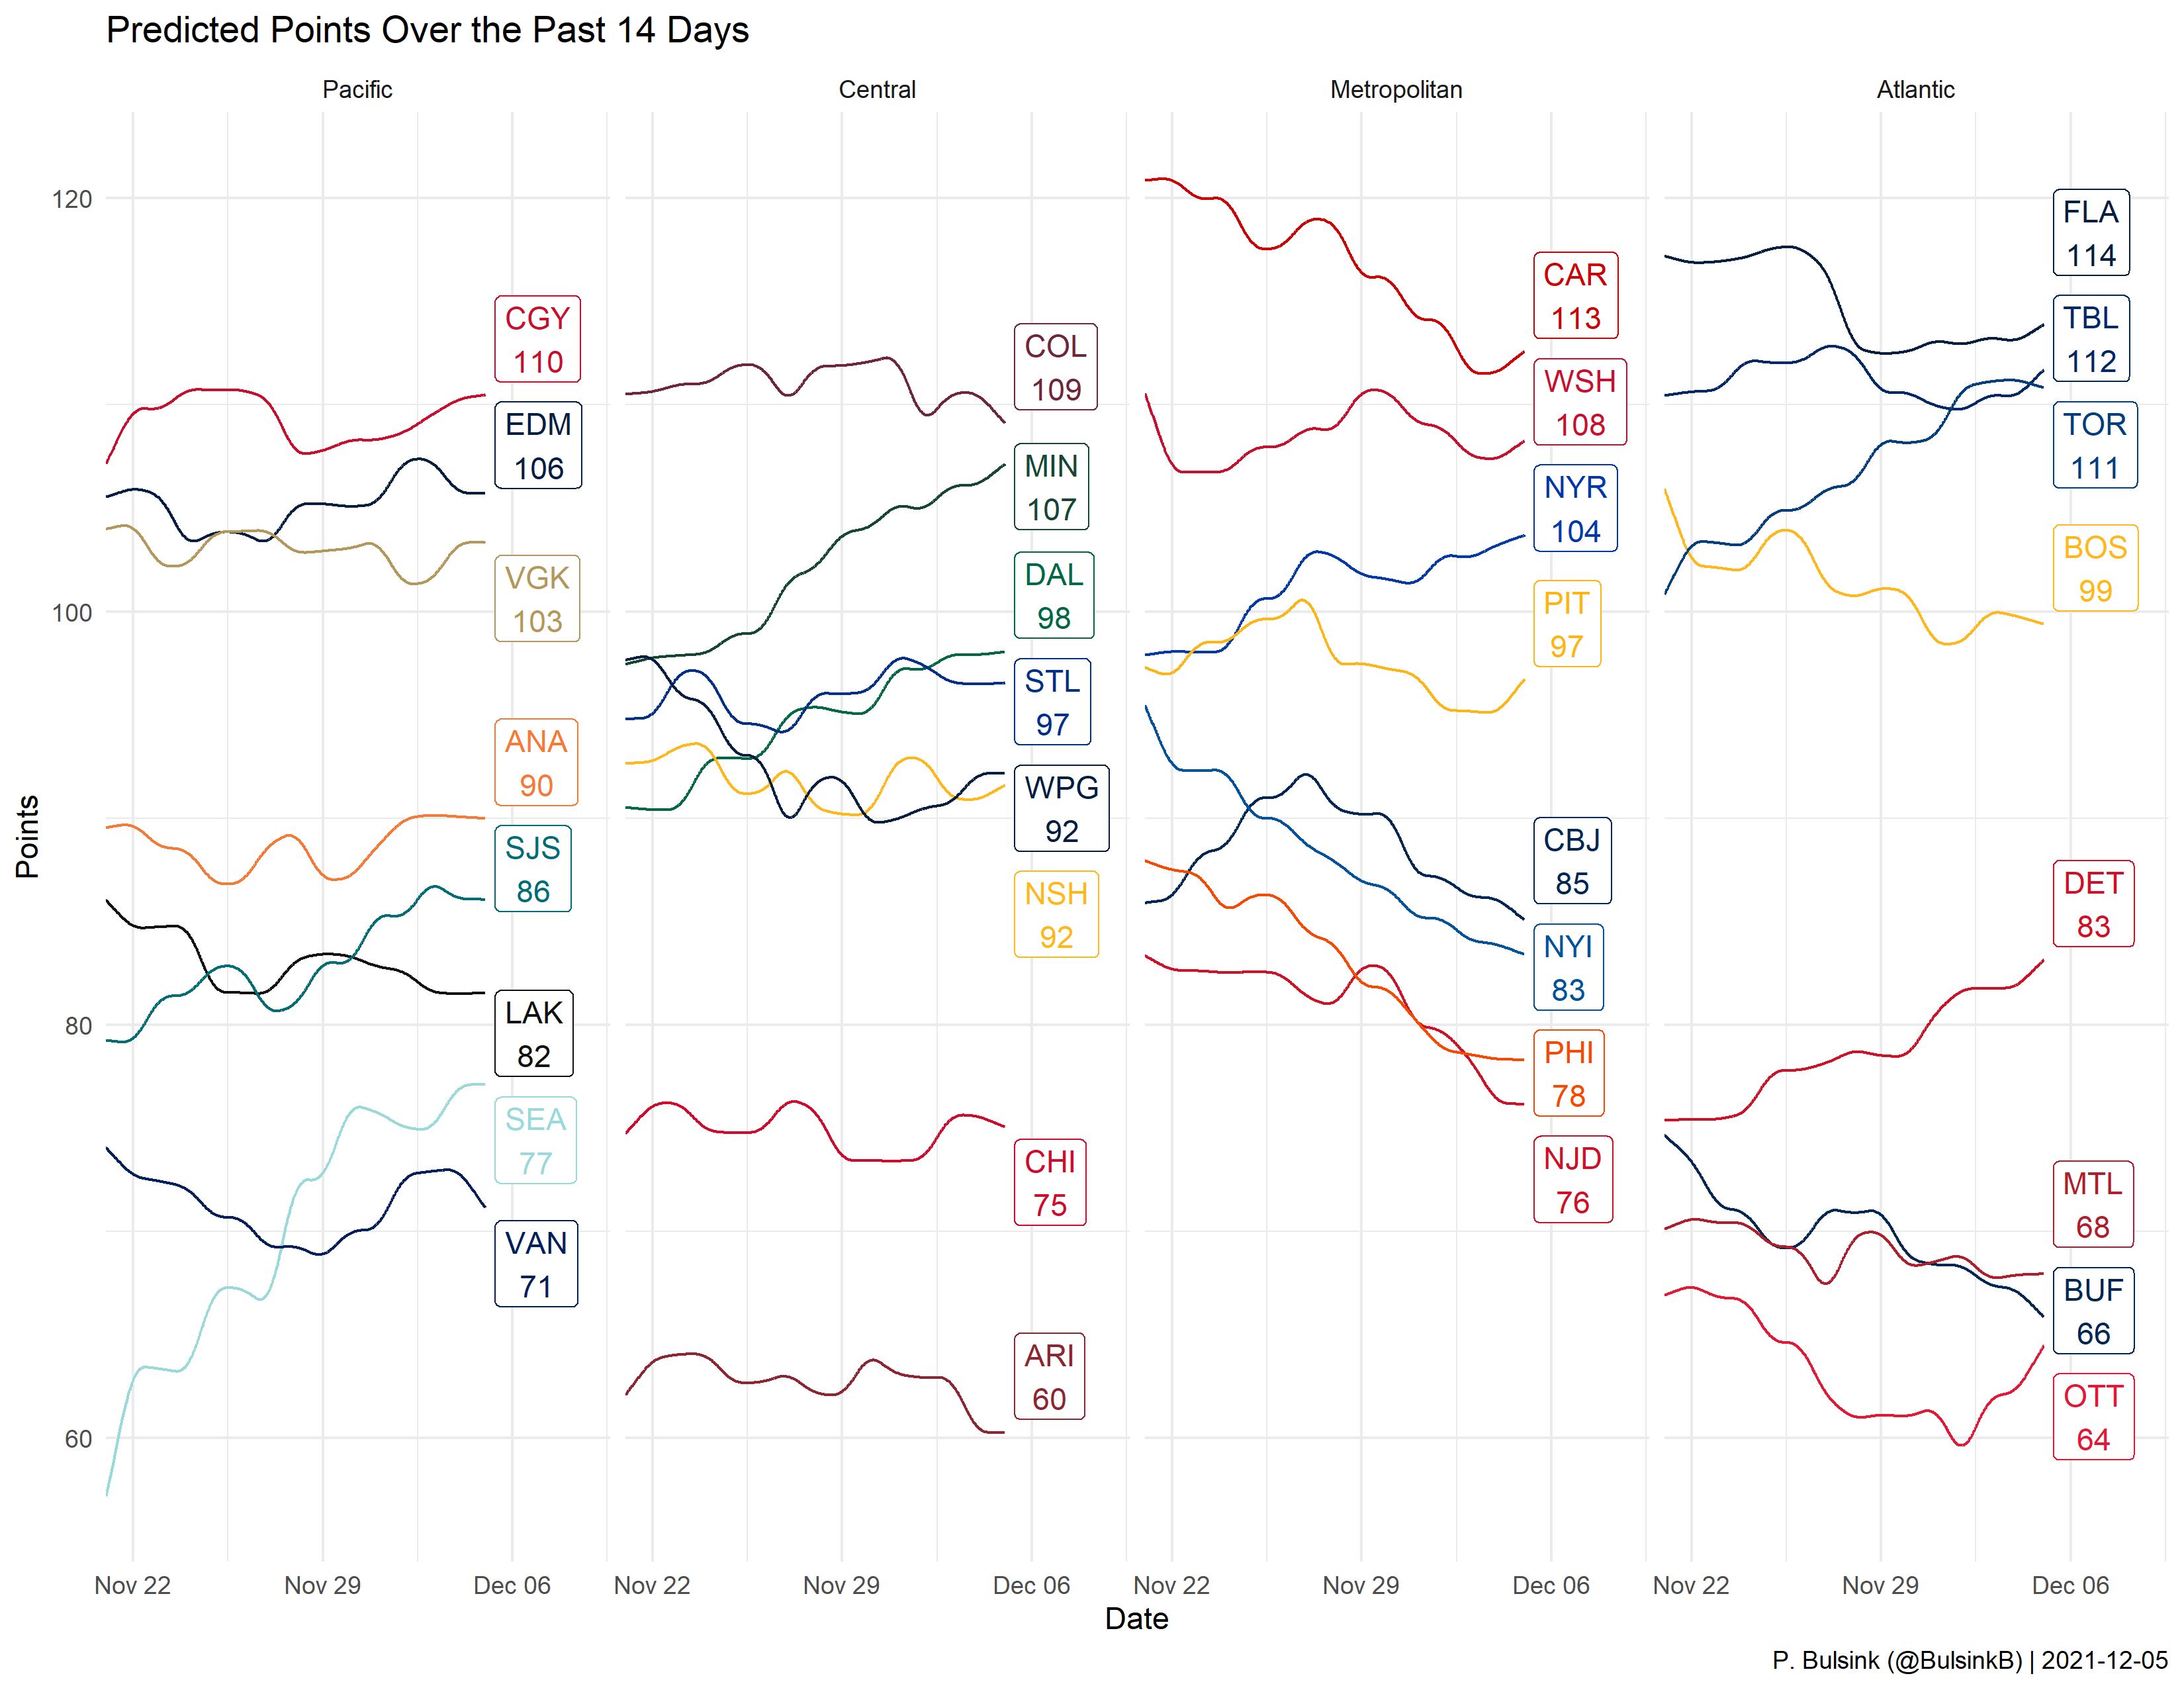 Predicted Points Over the Past 14 Days
Pacific
Central
Metropolitan
Atlantic
Points
120
100
80
60
CGY
110
EDM
106
VGK
103
ANA
90
SJS
86
LAK
82
SEA
77
VAN
71
COL
109
MIN
107
DAL
98
STL
97
WPG
92
NSH
92
CHI
75
ARI
60
CAR
113
WSH
108
NYR
104
PIT
97
CBJ
85
NYI
83
PHI
78
NJD
76
FLA
114
TBL
112
TOR
111
BOS
99
DET
83
MTL
68
BUF
66
OTT
64
Nov 22
Nov 29
Dec 06
Nov 22
Nov 29
Dec 06
Nov 22
Nov 29
Dec 06
Nov 22
Nov 29
Dec 06
Date
P. Bulsink (@BulsinkB) | 2021-12-05